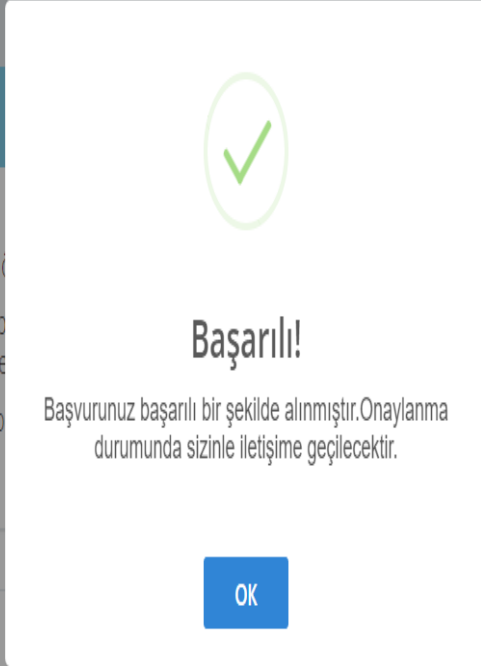 Başarılı!
Başvurunuz başarılı bir şekilde alınmıştır.Onaylanma
durumunda sizinle iletişime geçilecektir.
OK